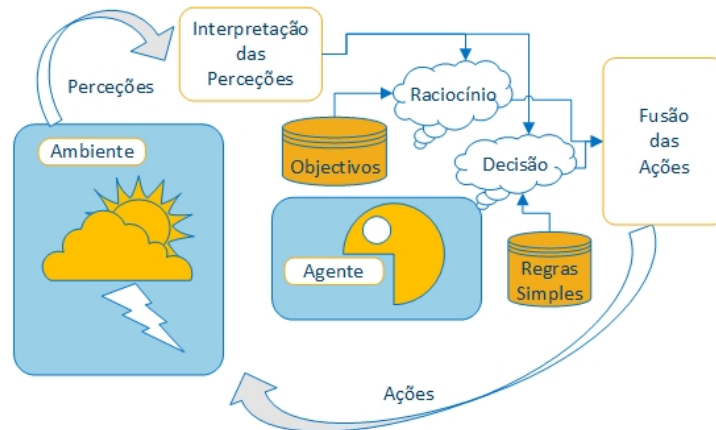 Interpretação
das
Perceções
Perceções
Raciocínio
Fusão
das
Ações
Ambiente
Objectivos
Decisão
Agente
Regras
Simples
Ações